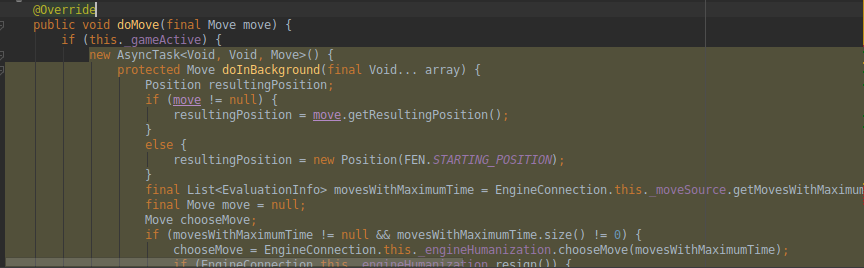 @Override
public void doMove(final Move move) {
if (this._gameActive) {
new AsyncTask<Void, Void, Move>() {
protected Move doInBackground(final Void... array) {
Position resultingPosition;
if (move != null) {
resultingPosition = move.getResultingPosition();
}
else {
resultingPosition = new Position(FEN.STARTING_POSITION);
}
final List<EvaluationInfo> movesWithMaximumTime = EngineConnection.this._moveSource.getMovesWithMaximum
final Move move = null;
Move chooseMove;
if (movesWithMaximumTime != null && movesWithMaximumTime.size() != 0) {
chooseMove = EngineConnection.this._engineHumanization.chooseMove(movesWithMaximumTime);
if (EngineConnection.this._engineHumanization.resign()) {